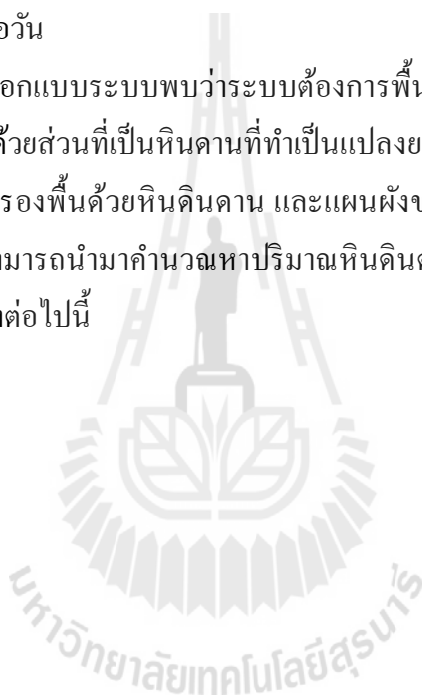 อวัน
อกแบบระบบพบว่าระบบต้องการพื้น
ด้วยส่วนที่เป็นหินดานที่ทำเป็นแปลงย
รองพื้นด้วยหินดินดาน และแผนผังข
ามารถนำมาคำนวณหาปริมาณหินดินด
งต่อไปนี้
มหาวิทยาลัยเทคโนโลยีสุรนารี